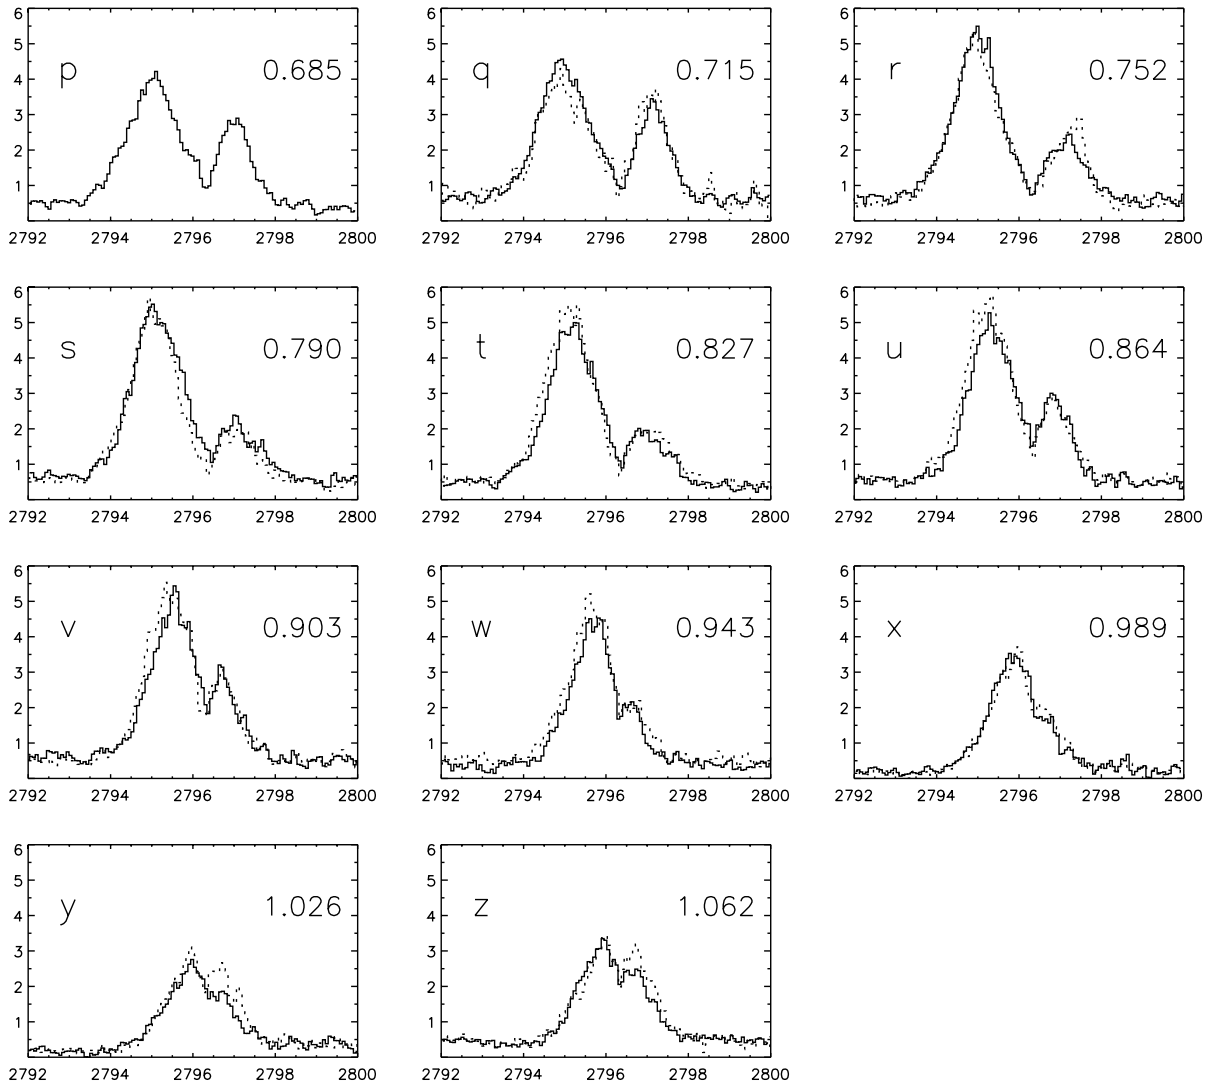 6 5 4 3 2 1 p 0.685 2792 2794 2796 2798 2800
6 5 4 3 2 1 q 0.715 2792 2794 2796 2798 2800
6 5 4 3 2 1 r 0.752 2792 2794 2796 2798 2800
6 5 4 3 2 1 s 0.790 2792 2794 2796 2798 2800
6 5 4 3 2 1 t 0.827 2792 2794 2796 2798 2800
6 5 4 3 2 1 u 0.864 2792 2794 2796 2798 2800
6 5 4 3 2 1 v 0.903 2792 2794 2796 2798 2800
6 5 4 3 2 1 w 0.943 2792 2794 2796 2798 2800
6 5 4 3 2 1 x 0.989 2792 2794 2796 2798 2800
6 5 4 3 2 1 y 1.026 2792 2794 2796 2798 2800
6 5 4 3 2 1 z 1.062 2792 2794 2796 2798 2800